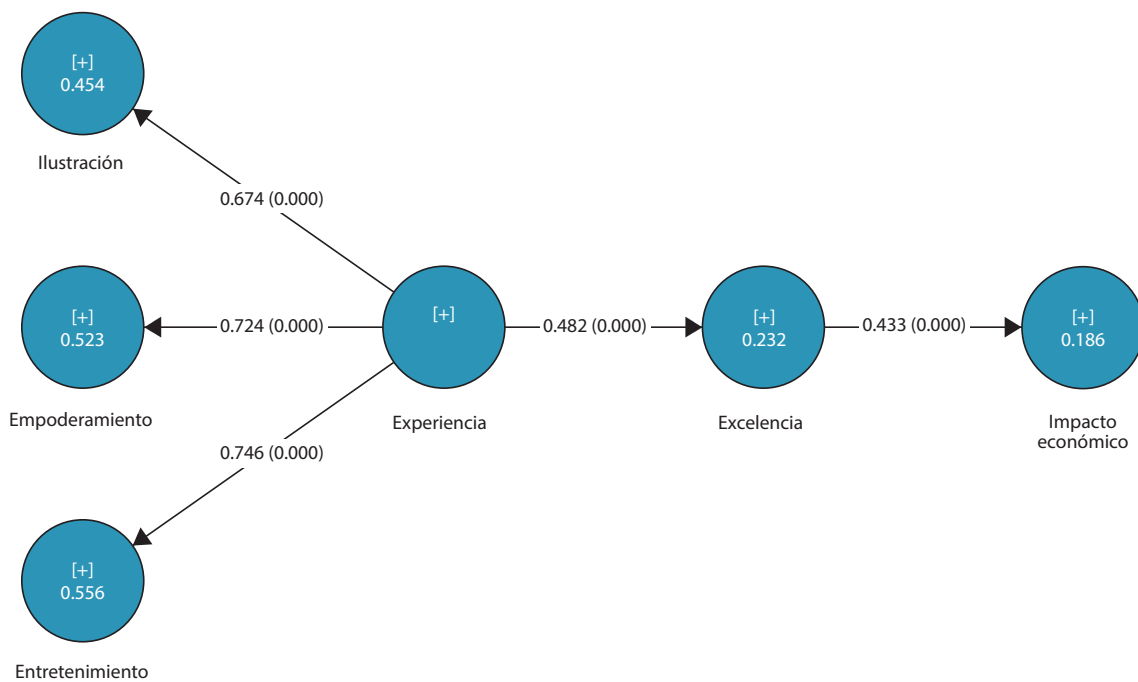 [+]
0.454
Ilustración
0.674 (0.000)
[+]
0.523
Empoderamiento
0.724 (0.000)
[+]
Experiencia
0.482 (0.000)
[+]
0.232
Excelencia
0.433 (0.000)
[+]
0.186
Impacto
económico
0.746 (0.000)
[+]
0.556
Entretenimiento